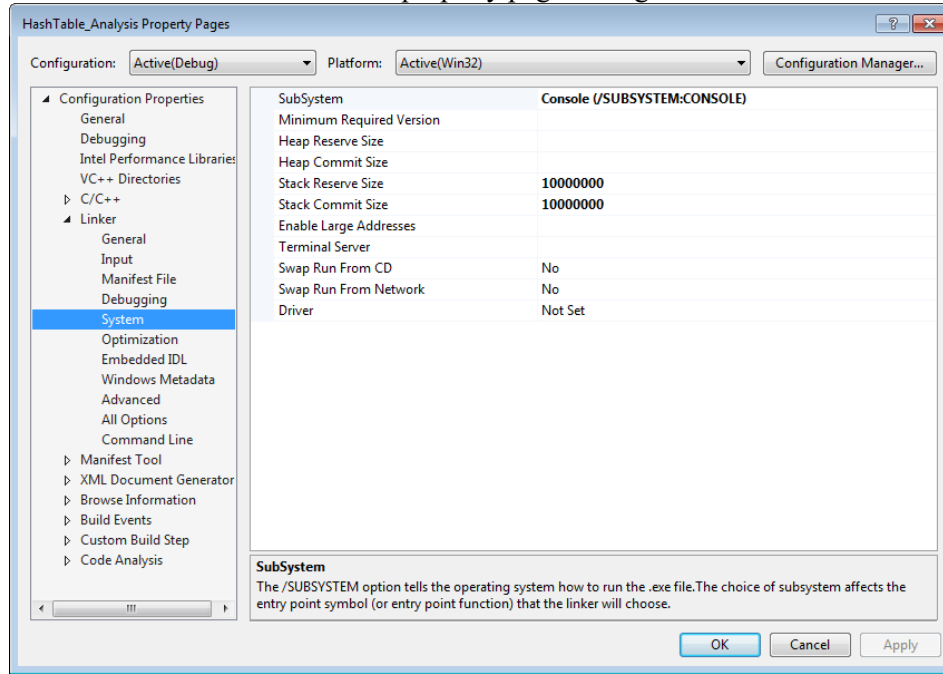 HashTable_Analysis Property Pages
Configuration: Active(Debug) Platform: Active(Win32) Configuration Manager...
Configuration Properties
General
Debugging
Intel Performance Libraries
VC++ Directories
C/C++
Linker
General
Input
Manifest File
Debugging
System
Optimization
Embedded IDL
Windows Metadata
Advanced
All Options
Command Line
Manifest Tool
XML Document Generator
Browse Information
Build Events
Custom Build Step
Code Analysis
SubSystem Console (/SUBSYSTEM:CONSOLE)
Minimum Required Version
Heap Reserve Size
Heap Commit Size
Stack Reserve Size 10000000
Stack Commit Size 10000000
Enable Large Addresses
Terminal Server
Swap Run From CD No
Swap Run From Network No
Driver Not Set
SubSystem
The /SUBSYSTEM option tells the operating system how to run the .exe file.The choice of subsystem affects the
entry point symbol (or entry point function) that the linker will choose.
OK Cancel Apply